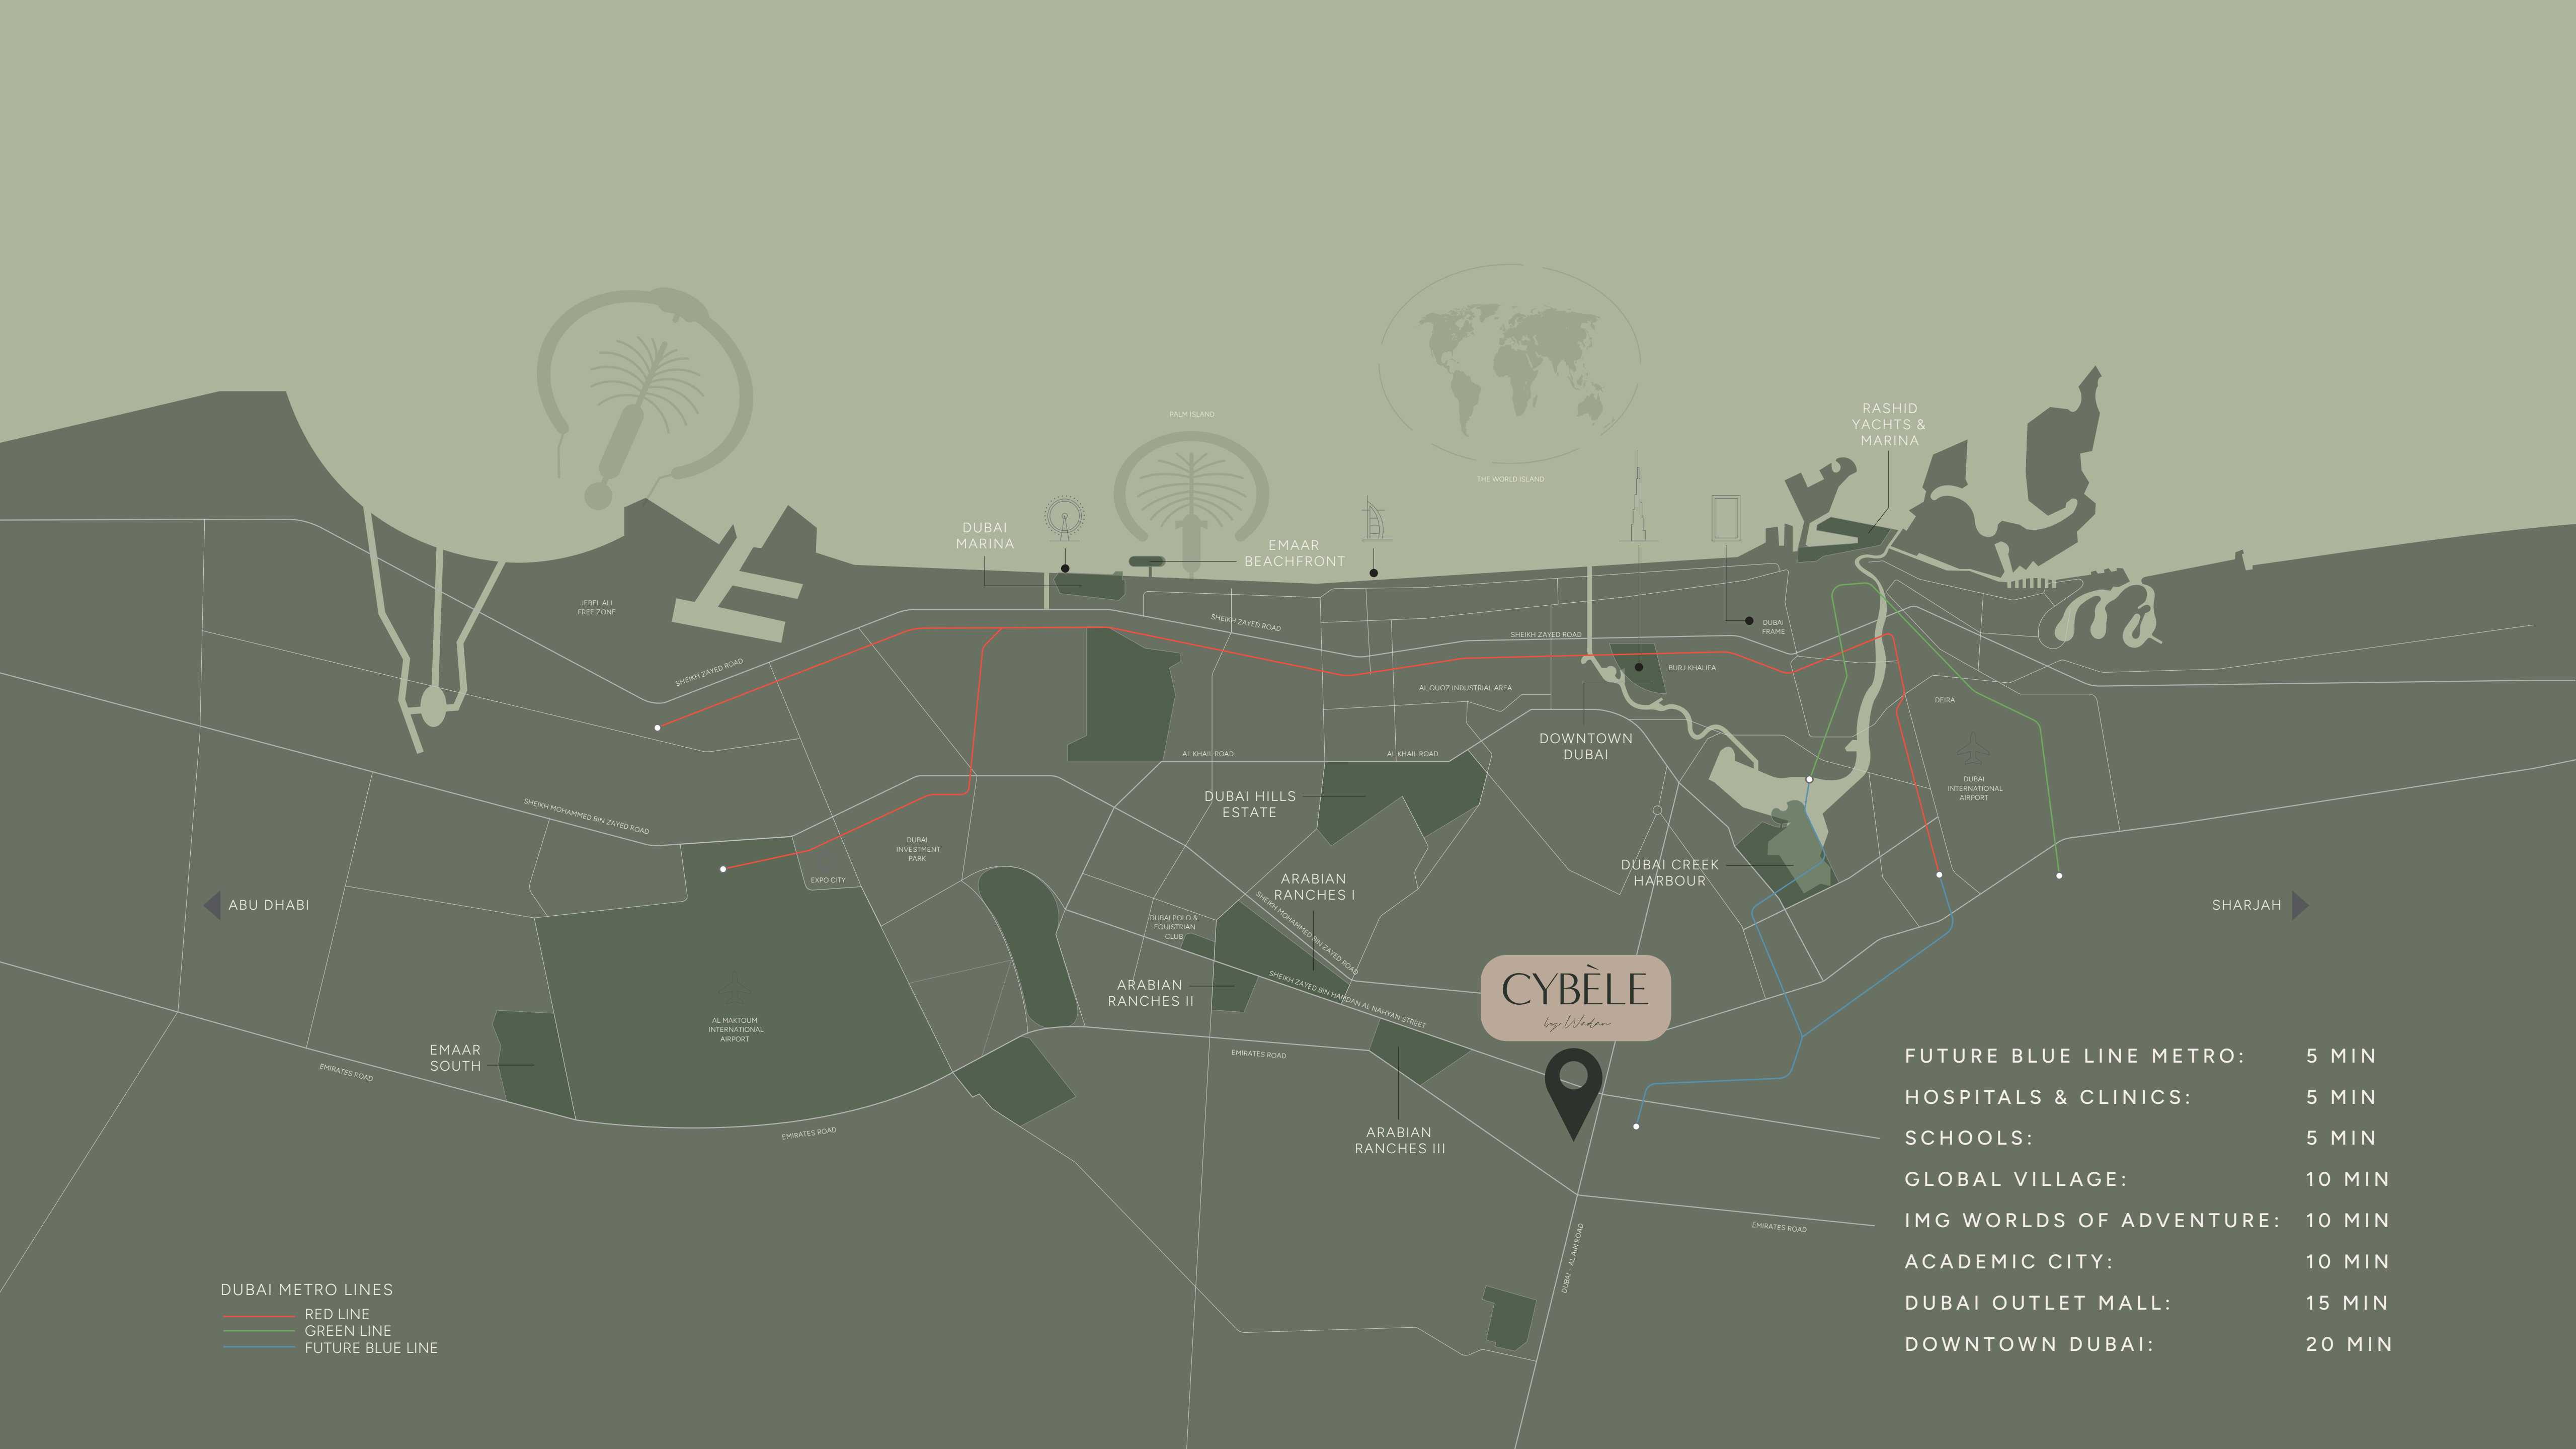 PALM ISLAND
THE WORLD ISLAND
RASHID
YACHTS &
MARINA
DUBAI
MARINA
EMAAR
BEACHFRONT
JEBEL ALI
FREE ZONE
SHEIKH ZAYED ROAD
SHEIKH ZAYED ROAD
SHEIKH ZAYED ROAD
DUBAI
FRAME
BURJ KHALIFA
AL QUOZ INDUSTRIAL AREA
DEIRA
DOWNTOWN
DUBAI
AL KHAIL ROAD
AL KHAIL ROAD
DUBAI
INTERNATIONAL
AIRPORT
DUBAI HILLS
ESTATE
SHEIKH MOHAMMED BIN ZAYED ROAD
DUBAI
INVESTMENT
PARK
EXPO CITY
DUBAI CREEK
HARBOUR
ARABIAN
RANCHES I
SHEIKH MOHAMMED BIN ZAYED ROAD
ABU DHABI
SHARJAH
DUBAI POLO &
EQUESTRIAN
CLUB
ARABIAN
RANCHES II
SHEIKH ZAYED BIN HAMDAN AL NAHYAN STREET
CYBÈLE
by Wadan
AL MAKTOUM
INTERNATIONAL
AIRPORT
EMAAR
SOUTH
EMIRATES ROAD
EMIRATES ROAD
EMIRATES ROAD
ARABIAN
RANCHES III
EMIRATES ROAD
DUBAI - AL AIN ROAD
FUTURE BLUE LINE METRO: 5 MIN
HOSPITALS & CLINICS: 5 MIN
SCHOOLS: 5 MIN
GLOBAL VILLAGE: 10 MIN
IMG WORLDS OF ADVENTURE: 10 MIN
ACADEMIC CITY: 10 MIN
DUBAI OUTLET MALL: 15 MIN
DOWNTOWN DUBAI: 20 MIN
DUBAI METRO LINES
RED LINE
GREEN LINE
FUTURE BLUE LINE